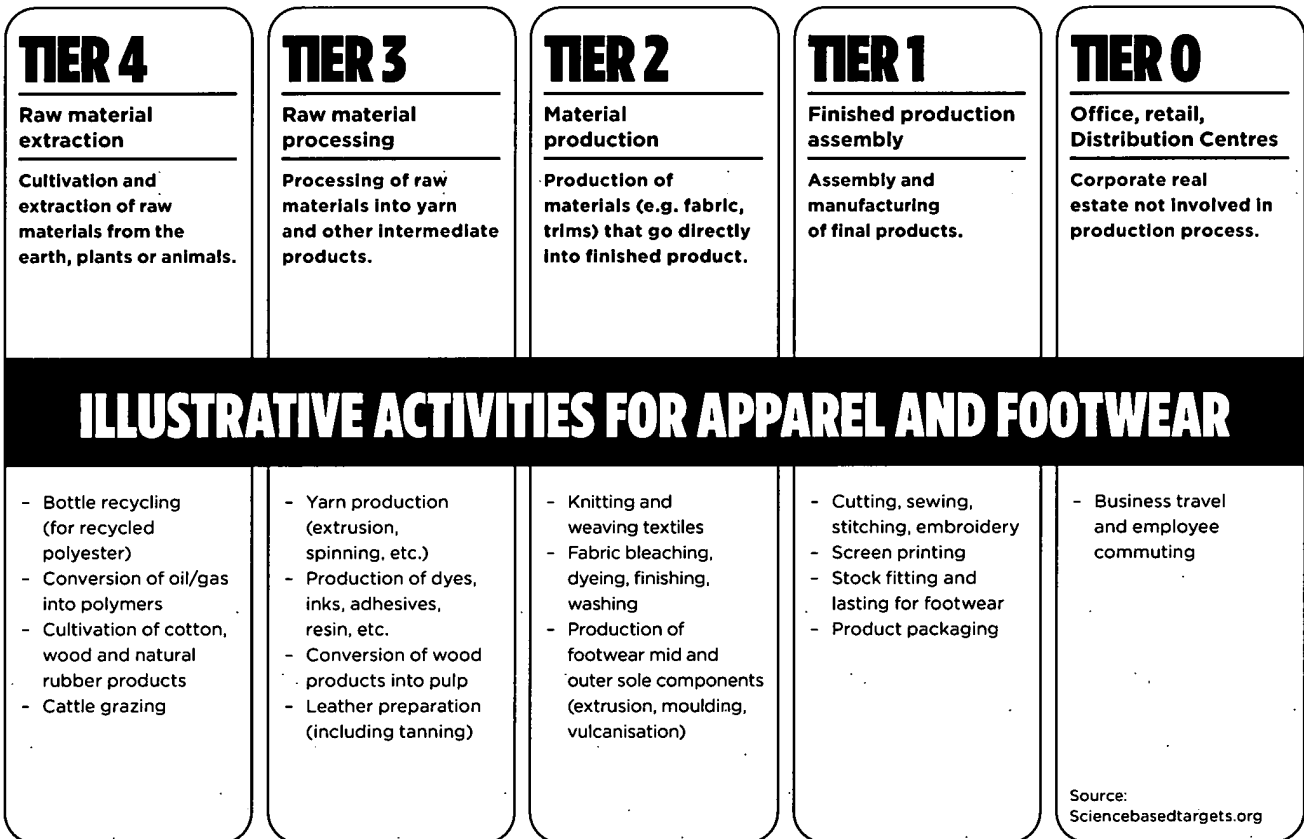 TIER 4
Raw material
extraction
Cultivation and
extraction of raw
materials from the
earth, plants or animals.
TIER 3
Raw material
processing
Processing of raw
materials into yarn
and other intermediate
products.
TIER 2
Material
production
Production of
materials (e.g. fabric,
trims) that go directly
into finished product.
TIER 1
Finished production
assembly
Assembly and
manufacturing
of final products.
TIER 0
Office, retail,
Distribution Centres
Corporate real
estate not involved in
production process.
ILLUSTRATIVE ACTIVITIES FOR APPAREL AND FOOTWEAR
- Bottle recycling
(for recycled
polyester)
- Conversion of oil/gas
into polymers
- Cultivation of cotton,
wood and natural
rubber products
- Cattle grazing
- Yarn production
(extrusion,
spinning, etc.)
- Production of dyes,
inks, adhesives,
resin, etc.
- Conversion of wood
products into pulp
- Leather preparation
(including tanning)
- Knitting and
weaving textiles
- Fabric bleaching,
dyeing, finishing,
washing
- Production of
footwear mid and
outer sole components
(extrusion, moulding,
vulcanisation)
- Cutting, sewing,
stitching, embroidery
- Screen printing
- Stock fitting and
lasting for footwear
- Product packaging
- Business travel
and employee
commuting
Source:
Sciencebasedtargets.org